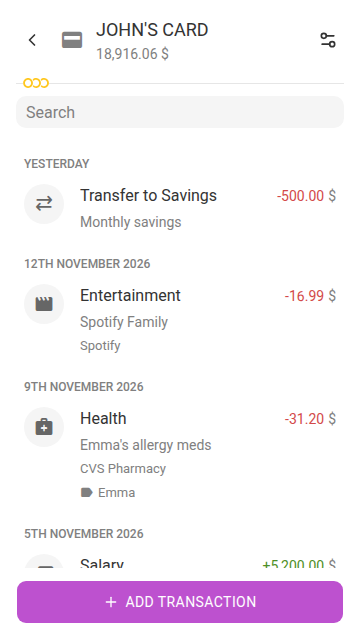 JOHN'S CARD
18,916.06 $
Search
YESTERDAY
Transfer to Savings -500.00 $
Monthly savings
12TH NOVEMBER 2026
Entertainment -16.99 $
Spotify Family
Spotify
9TH NOVEMBER 2026
Health -31.20 $
Emma's allergy meds
CVS Pharmacy
Emma
5TH NOVEMBER 2026
Salary +5,200.00 $
+ ADD TRANSACTION